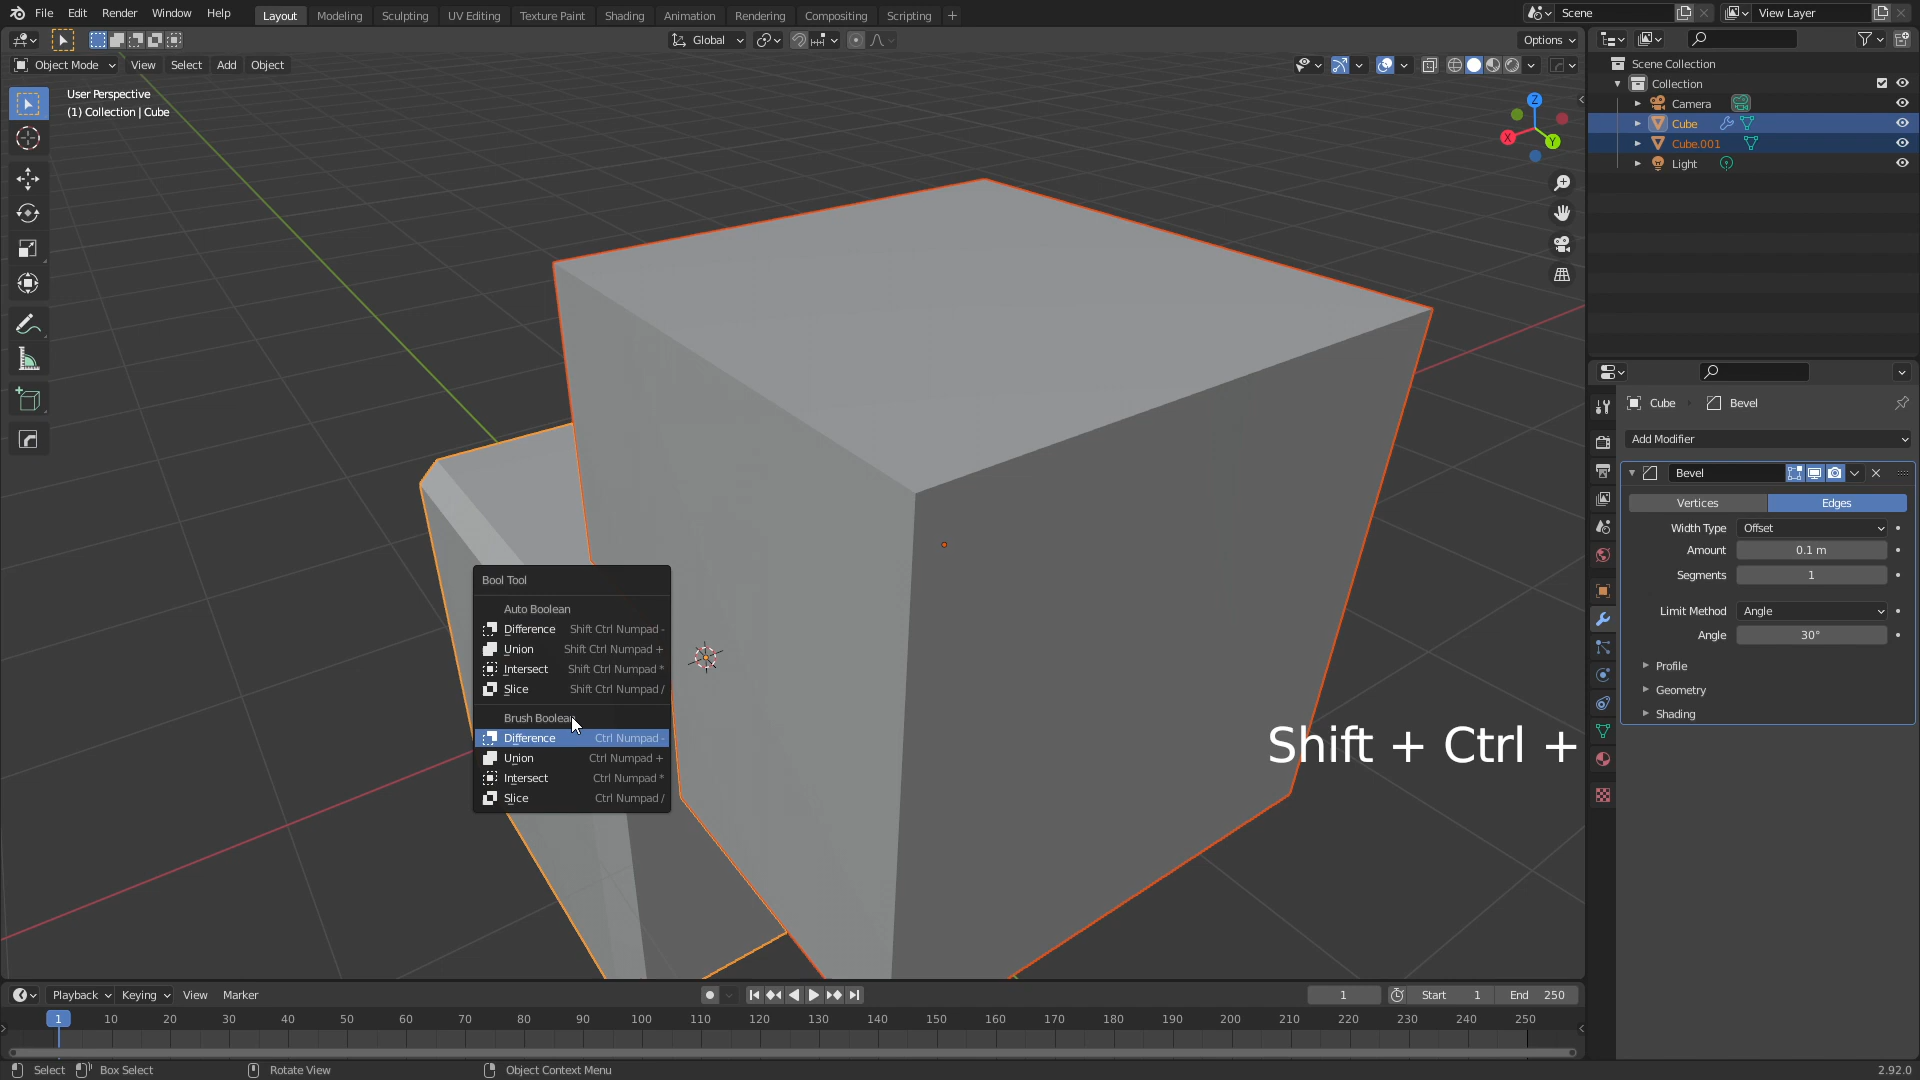 File Edit Render Window Help Layout Modeling Sculpting UV Editing Texture Paint Shading Animation Rendering Compositing Scripting + Scene View Layer
Global Options
Object Mode View Select Add Object
User Perspective
(1) Collection | Cube
Z
X
Y
Scene Collection
Collection
Camera
Cube
Cube.001
Light
Cube Bevel
Add Modifier
Bevel
Vertices Edges
Width Type Offset
Amount 0.1 m
Segments 1
Limit Method Angle
Angle 30°
Profile
Geometry
Shading
Bool Tool
Auto Boolean
Difference Shift Ctrl Numpad -
Union Shift Ctrl Numpad +
Intersect Shift Ctrl Numpad *
Slice Shift Ctrl Numpad /
Brush Boolean
Difference Ctrl Numpad -
Union Ctrl Numpad +
Intersect Ctrl Numpad *
Slice Ctrl Numpad /
Shift + Ctrl +
Playback Keying View Marker 1 Start 1 End 250
1 10 20 30 40 50 60 70 80 90 100 110 120 130 140 150 160 170 180 190 200 210 220 230 240 250
Select Box Select Rotate View Object Context Menu 2.92.0